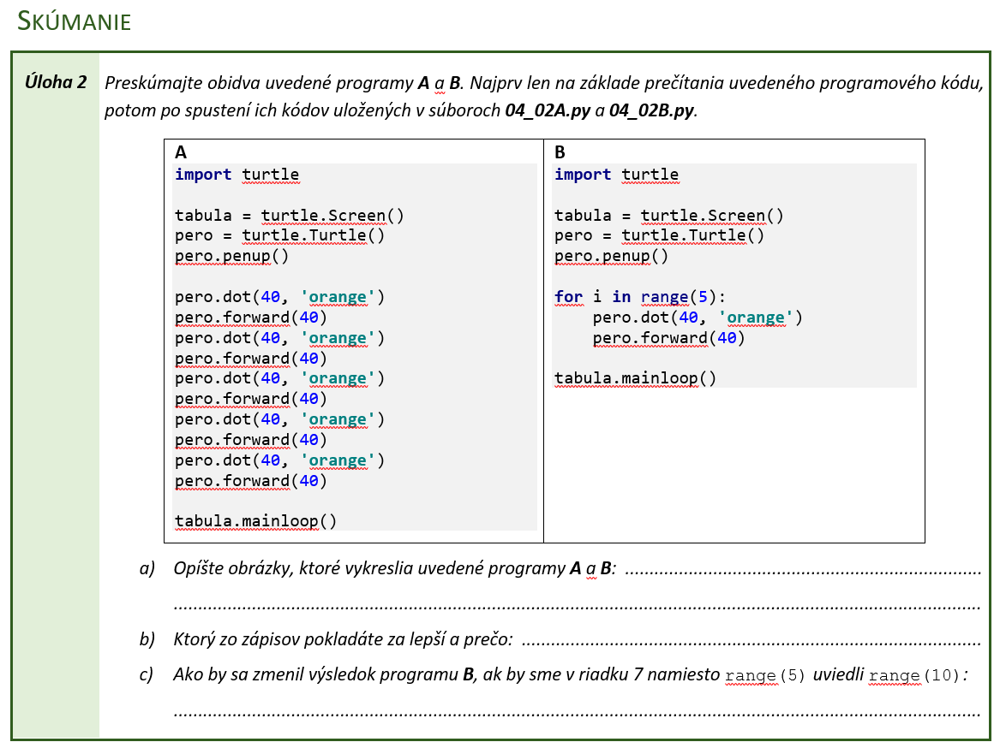 SKÚMANIE
Úloha 2
Preskúmajte obidva uvedené programy A a B. Najprv len na základe prečítania uvedeného programového kódu,
potom po spustení ich kódov uložených v súboroch 04_02A.py a 04_02B.py.
A
import turtle

tabula = turtle.Screen()
pero = turtle.Turtle()
pero.penup()

pero.dot(40, 'orange')
pero.forward(40)
pero.dot(40, 'orange')
pero.forward(40)
pero.dot(40, 'orange')
pero.forward(40)
pero.dot(40, 'orange')
pero.forward(40)
pero.dot(40, 'orange')
pero.forward(40)

tabula.mainloop()
B
import turtle

tabula = turtle.Screen()
pero = turtle.Turtle()
pero.penup()

for i in range(5):
    pero.dot(40, 'orange')
    pero.forward(40)

tabula.mainloop()
a) Opíšte obrázky, ktoré vykreslia uvedené programy A a B: ........................................................................
................................................................................................................................................................
b) Ktorý zo zápisov pokladáte za lepší a prečo: ............................................................................................
c) Ako by sa zmenil výsledok programu B, ak by sme v riadku 7 namiesto range(5) uviedli range(10):
................................................................................................................................................................